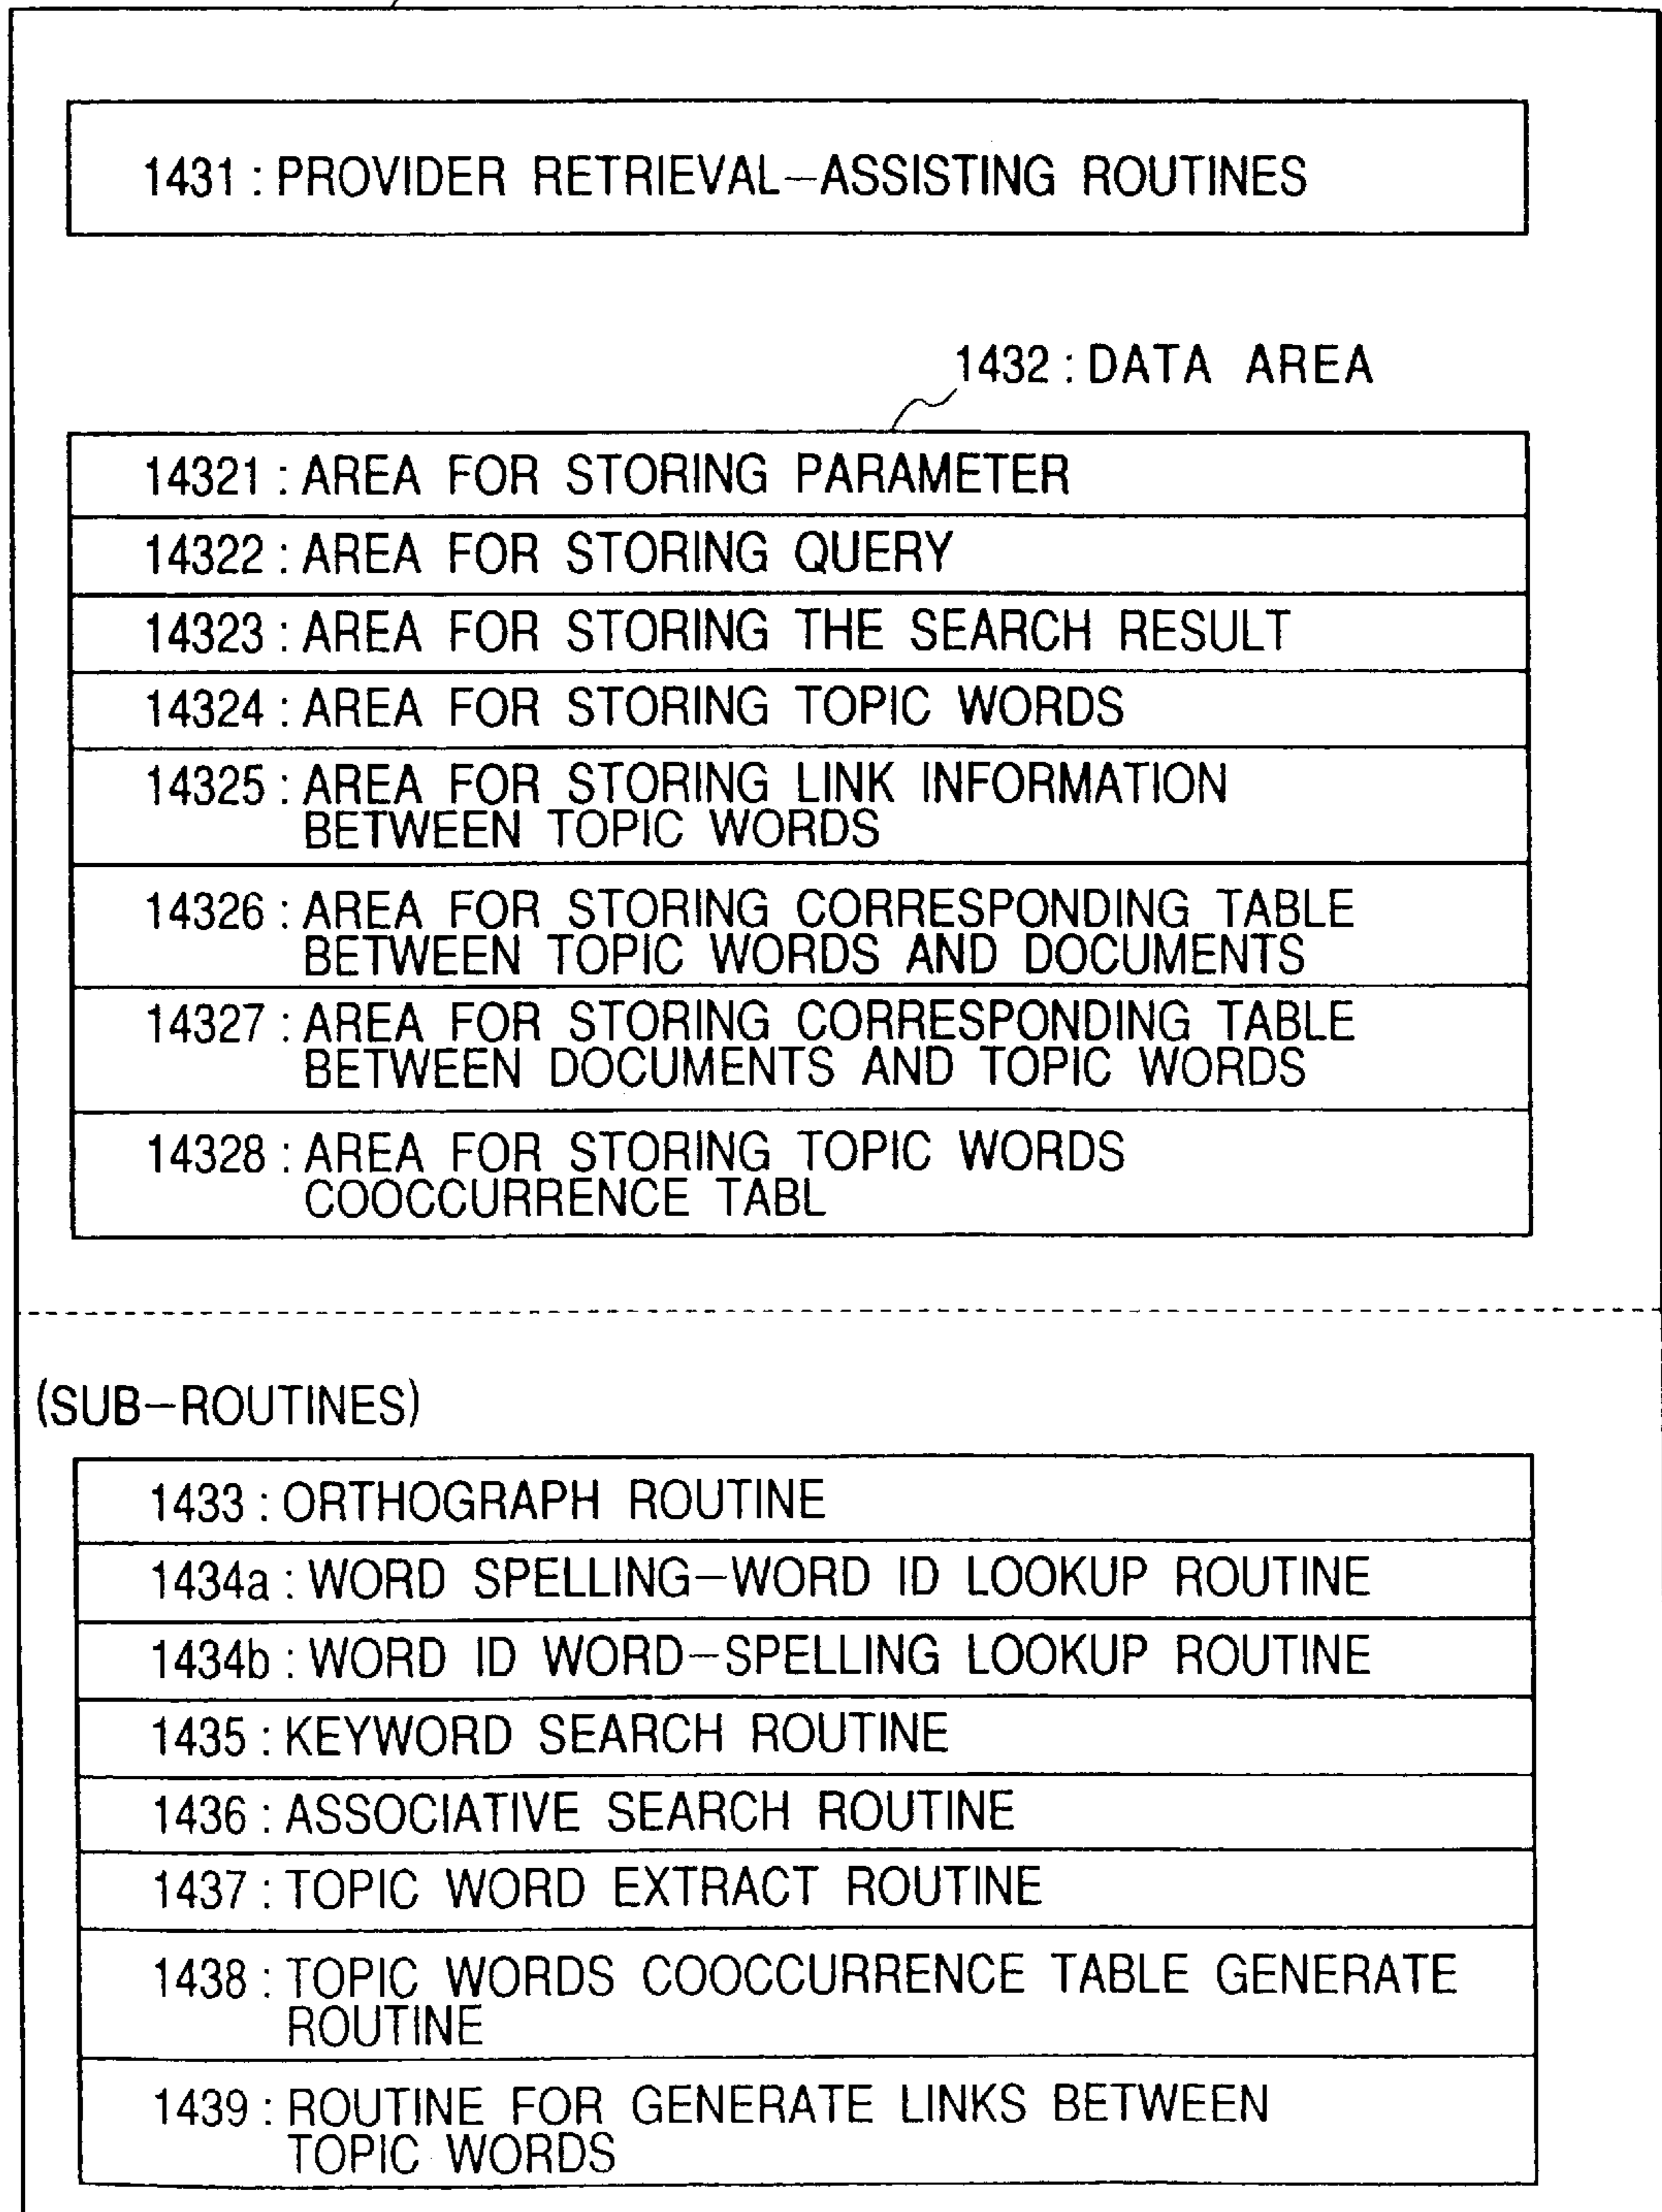 1431 : PROVIDER RETRIEVAL-ASSISTING ROUTINES
1432 : DATA AREA
14321 : AREA FOR STORING PARAMETER
14322 : AREA FOR STORING QUERY
14323 : AREA FOR STORING THE SEARCH RESULT
14324 : AREA FOR STORING TOPIC WORDS
14325 : AREA FOR STORING LINK INFORMATION
BETWEEN TOPIC WORDS
14326 : AREA FOR STORING CORRESPONDING TABLE
BETWEEN TOPIC WORDS AND DOCUMENTS
14327 : AREA FOR STORING CORRESPONDING TABLE
BETWEEN DOCUMENTS AND TOPIC WORDS
14328 : AREA FOR STORING TOPIC WORDS
COOCCURRENCE TABL
(SUB-ROUTINES)
1433 : ORTHOGRAPH ROUTINE
1434a : WORD SPELLING-WORD ID LOOKUP ROUTINE
1434b : WORD ID WORD-SPELLING LOOKUP ROUTINE
1435 : KEYWORD SEARCH ROUTINE
1436 : ASSOCIATIVE SEARCH ROUTINE
1437 : TOPIC WORD EXTRACT ROUTINE
1438 : TOPIC WORDS COOCCURRENCE TABLE GENERATE
ROUTINE
1439 : ROUTINE FOR GENERATE LINKS BETWEEN
TOPIC WORDS